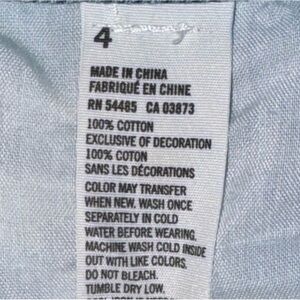 4
MADE IN CHINA
FABRIQUÉ EN CHINE
RN 54485 CA 03873
100% COTTON
EXCLUSIVE OF DECORATION
100% COTON
SANS LES DÉCORATIONS
COLOR MAY TRANSFER
WHEN NEW. WASH ONCE
SEPARATELY IN COLD
WATER BEFORE WEARING.
MACHINE WASH COLD INSIDE
OUT WITH LIKE COLORS.
DO NOT BLEACH.
TUMBLE DRY LOW.